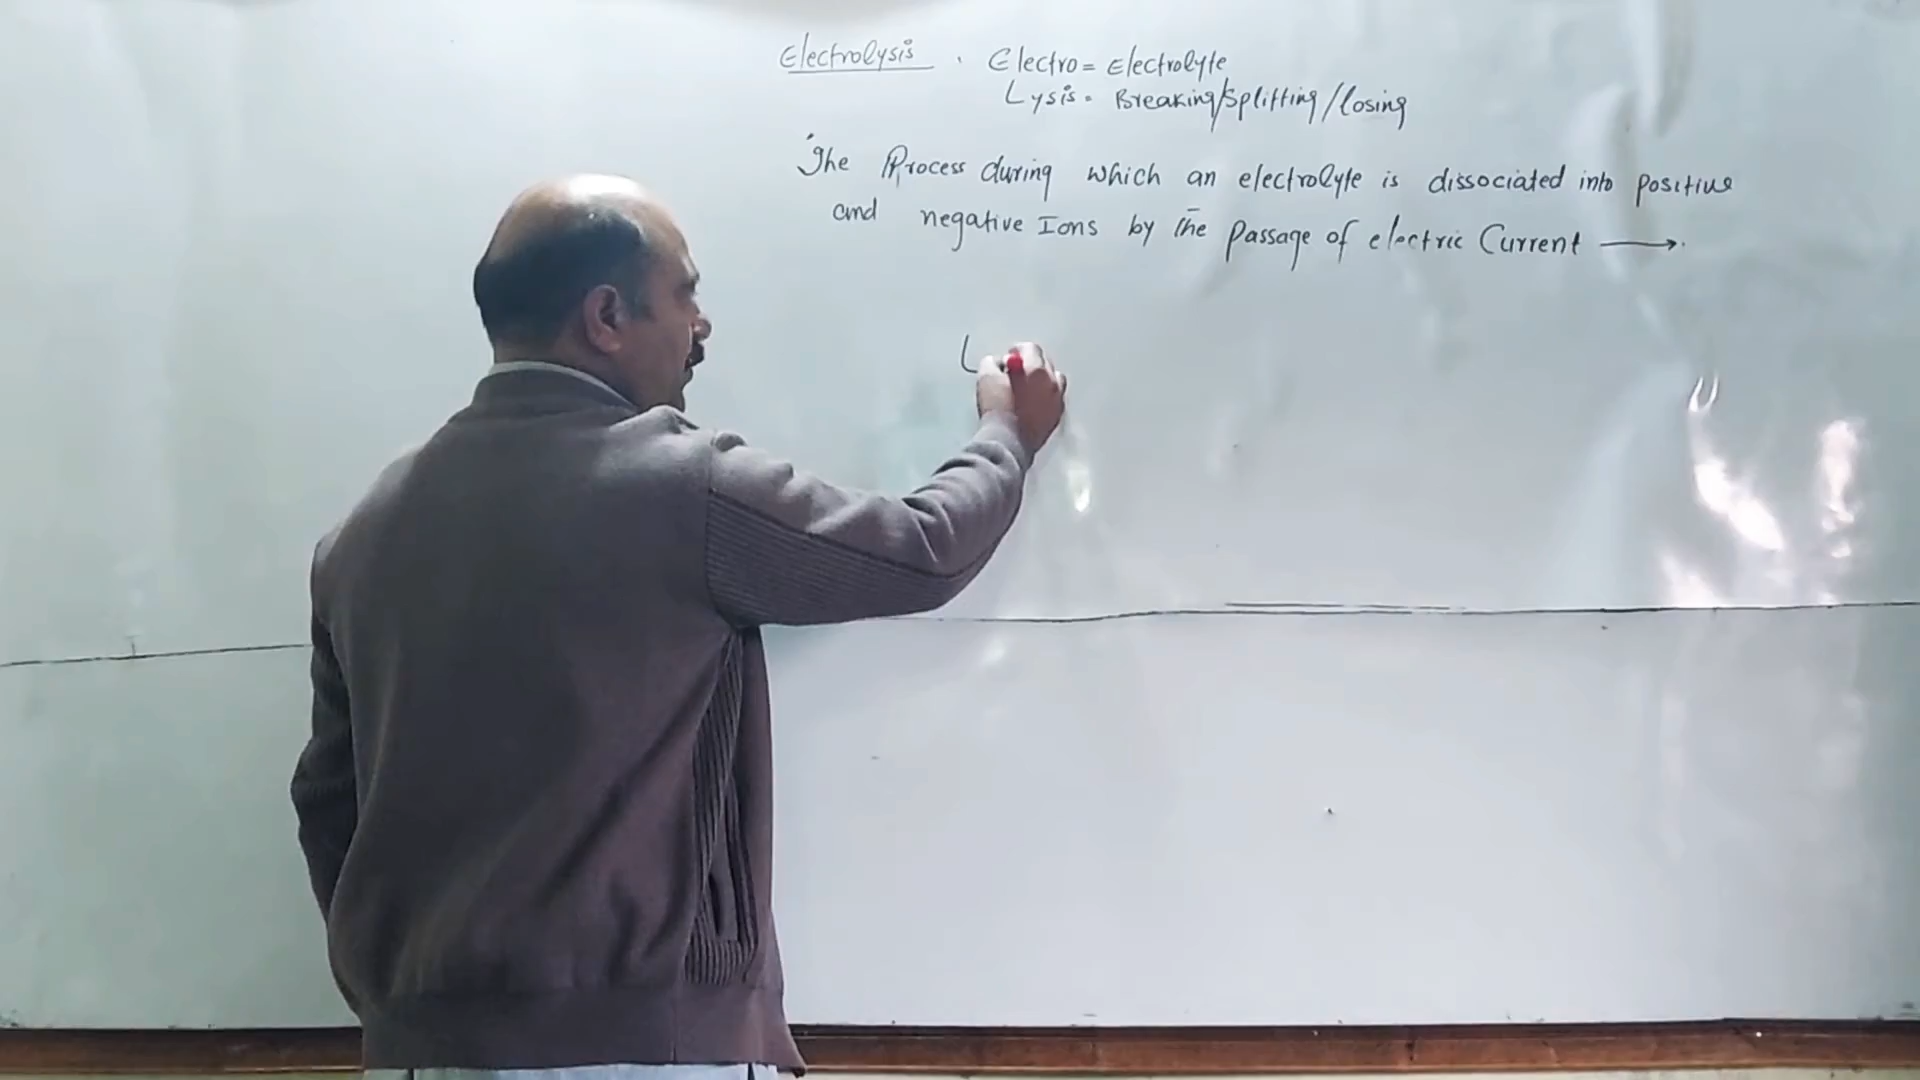 Electrolysis. Electro = Electrolyte
Lysis = Breaking/splitting/losing
The Process during which an electrolyte is dissociated into positive
and negative Ions by the passage of electric Current →